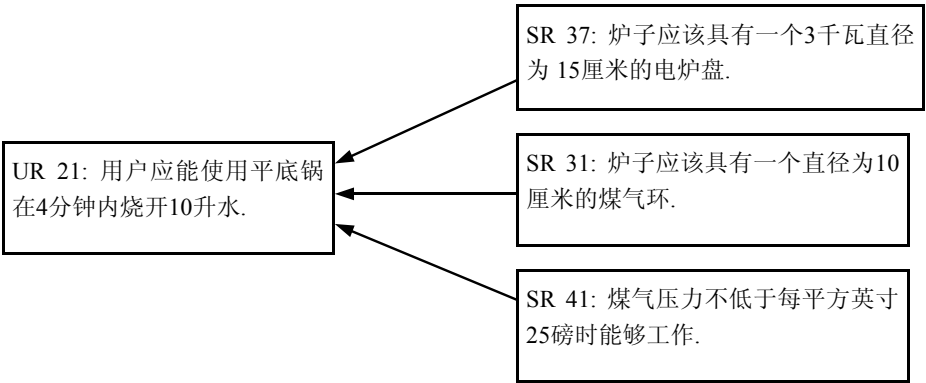 SR 37: 炉子应该具有一个3千瓦直径
为 15厘米的电炉盘.
UR 21: 用户应能使用平底锅
在4分钟内烧开10升水.
SR 31: 炉子应该具有一个直径为10
厘米的煤气环.
SR 41: 煤气压力不低于每平方英寸
25磅时能够工作.